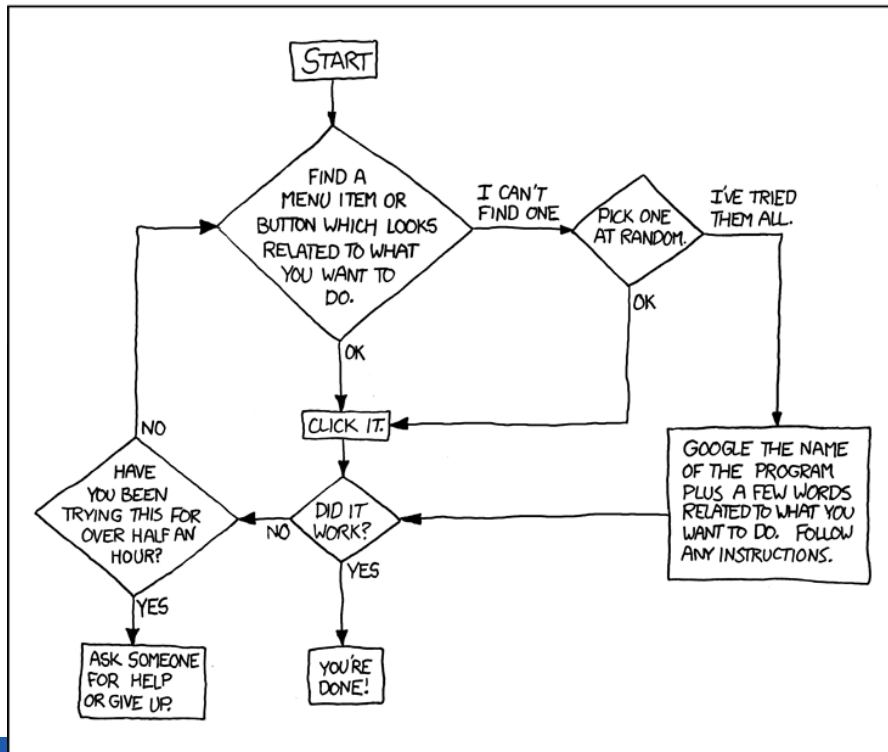 START
FIND A
MENU ITEM OR
BUTTON WHICH LOOKS
RELATED TO WHAT
YOU WANT TO
DO.
I CAN'T
FIND ONE
PICK ONE
AT RANDOM.
I'VE TRIED
THEM ALL.
OK
OK
CLICK IT.
NO
GOOGLE THE NAME
OF THE PROGRAM
PLUS A FEW WORDS
RELATED TO WHAT YOU
WANT TO DO. FOLLOW
ANY INSTRUCTIONS.
HAVE
YOU BEEN
TRYING THIS FOR
OVER HALF AN
HOUR?
NO
DID IT
WORK?
YES
YES
ASK SOMEONE
FOR HELP
OR GIVE UP.
YOU'RE
DONE!